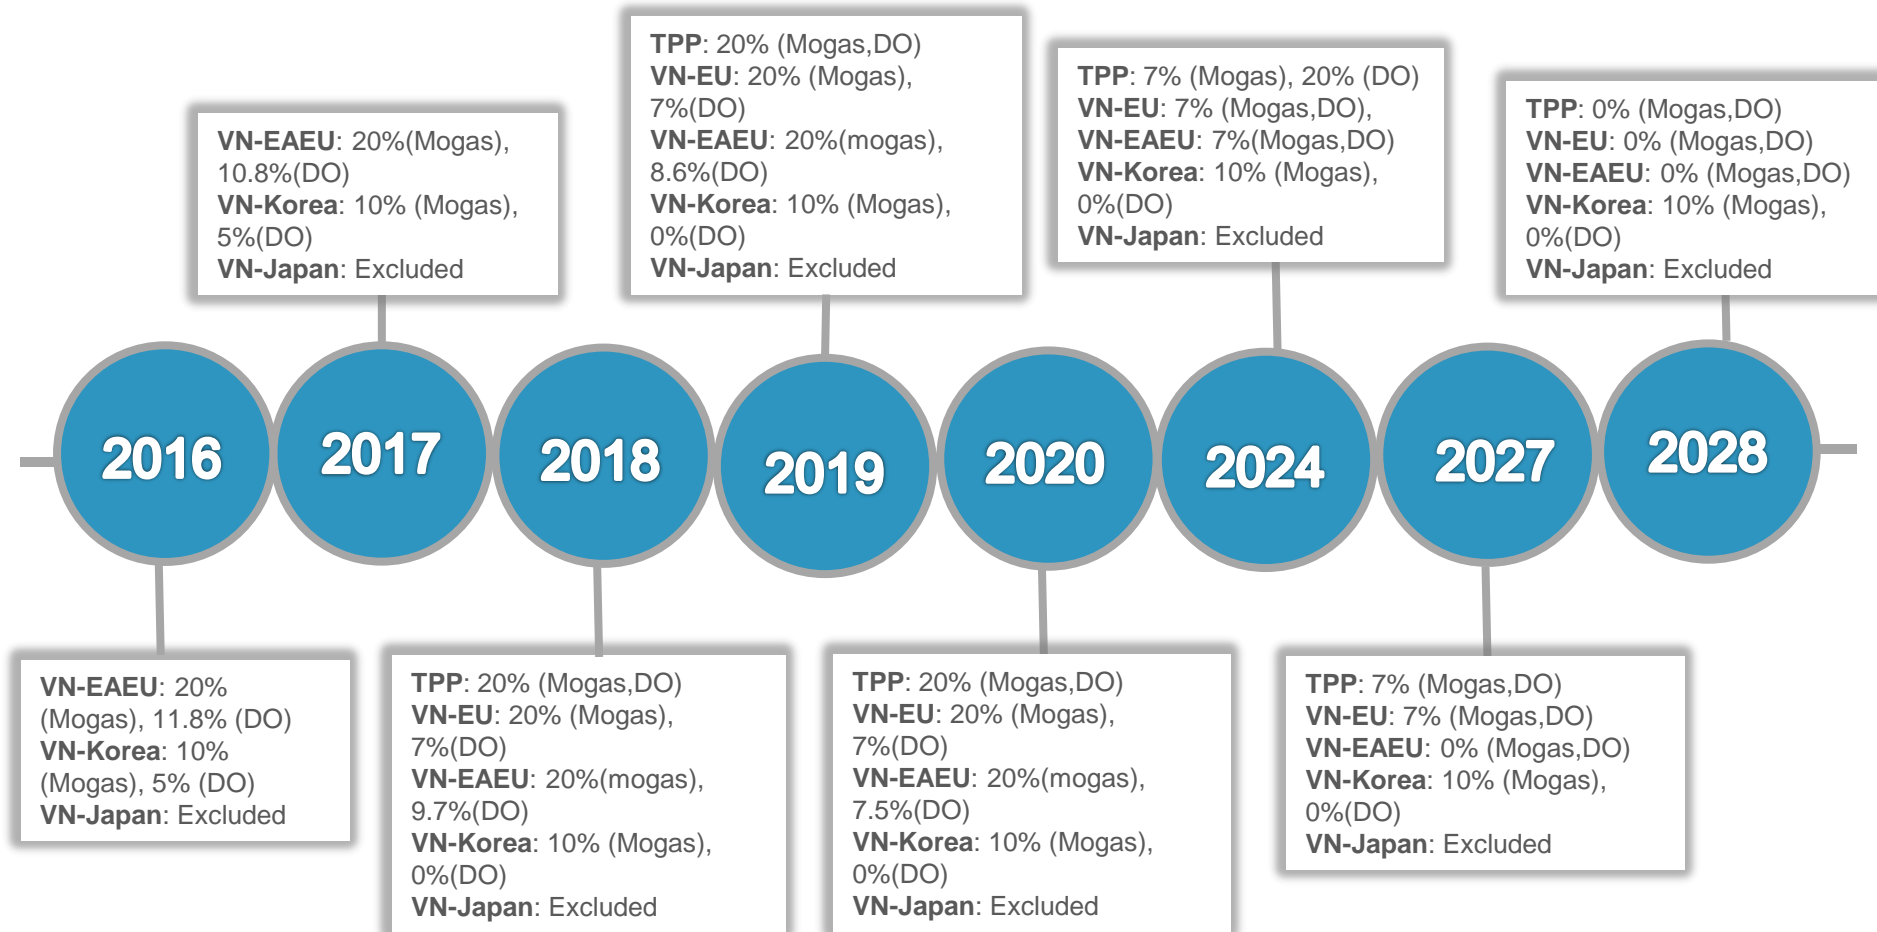 TPP: 20% (Mogas,DO)
VN-EU: 20% (Mogas),
7%(DO)
VN-EAEU: 20%(mogas),
8.6%(DO)
VN-Korea: 10% (Mogas),
0%(DO)
VN-Japan: Excluded
TPP: 7% (Mogas), 20% (DO)
VN-EU: 7% (Mogas,DO),
VN-EAEU: 7%(Mogas,DO)
VN-Korea: 10% (Mogas),
0%(DO)
VN-Japan: Excluded
TPP: 0% (Mogas,DO)
VN-EU: 0% (Mogas,DO)
VN-EAEU: 0% (Mogas,DO)
VN-Korea: 10% (Mogas),
0%(DO)
VN-Japan: Excluded
VN-EAEU: 20%(Mogas),
10.8%(DO)
VN-Korea: 10% (Mogas),
5%(DO)
VN-Japan: Excluded
2016
2017
2018
2019
2020
2024
2027
2028
VN-EAEU: 20%
(Mogas), 11.8% (DO)
VN-Korea: 10%
(Mogas), 5% (DO)
VN-Japan: Excluded
TPP: 20% (Mogas,DO)
VN-EU: 20% (Mogas),
7%(DO)
VN-EAEU: 20%(mogas),
9.7%(DO)
VN-Korea: 10% (Mogas),
0%(DO)
VN-Japan: Excluded
TPP: 20% (Mogas,DO)
VN-EU: 20% (Mogas),
7%(DO)
VN-EAEU: 20%(mogas),
7.5%(DO)
VN-Korea: 10% (Mogas),
0%(DO)
VN-Japan: Excluded
TPP: 7% (Mogas,DO)
VN-EU: 7% (Mogas,DO)
VN-EAEU: 0% (Mogas,DO)
VN-Korea: 10% (Mogas),
0%(DO)
VN-Japan: Excluded